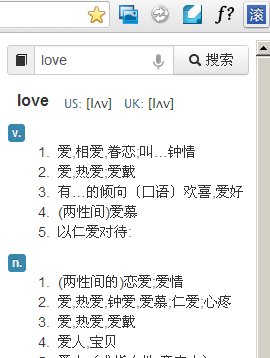 f?
滚
love
搜索
love US: [lʌv] UK: [lʌv]
v.
1. 爱,相爱,眷恋;叫…钟情
2. 爱,热爱;爱戴
3. 有…的倾向〔口语〕欢喜,爱好
4. (两性间)爱慕
5. 以仁爱对待:
n.
1. (两性间的)恋爱;爱情
2. 爱,热爱,钟爱,爱慕;仁爱;心疼
3. 爱,热爱,爱戴
4. 爱人,宝贝